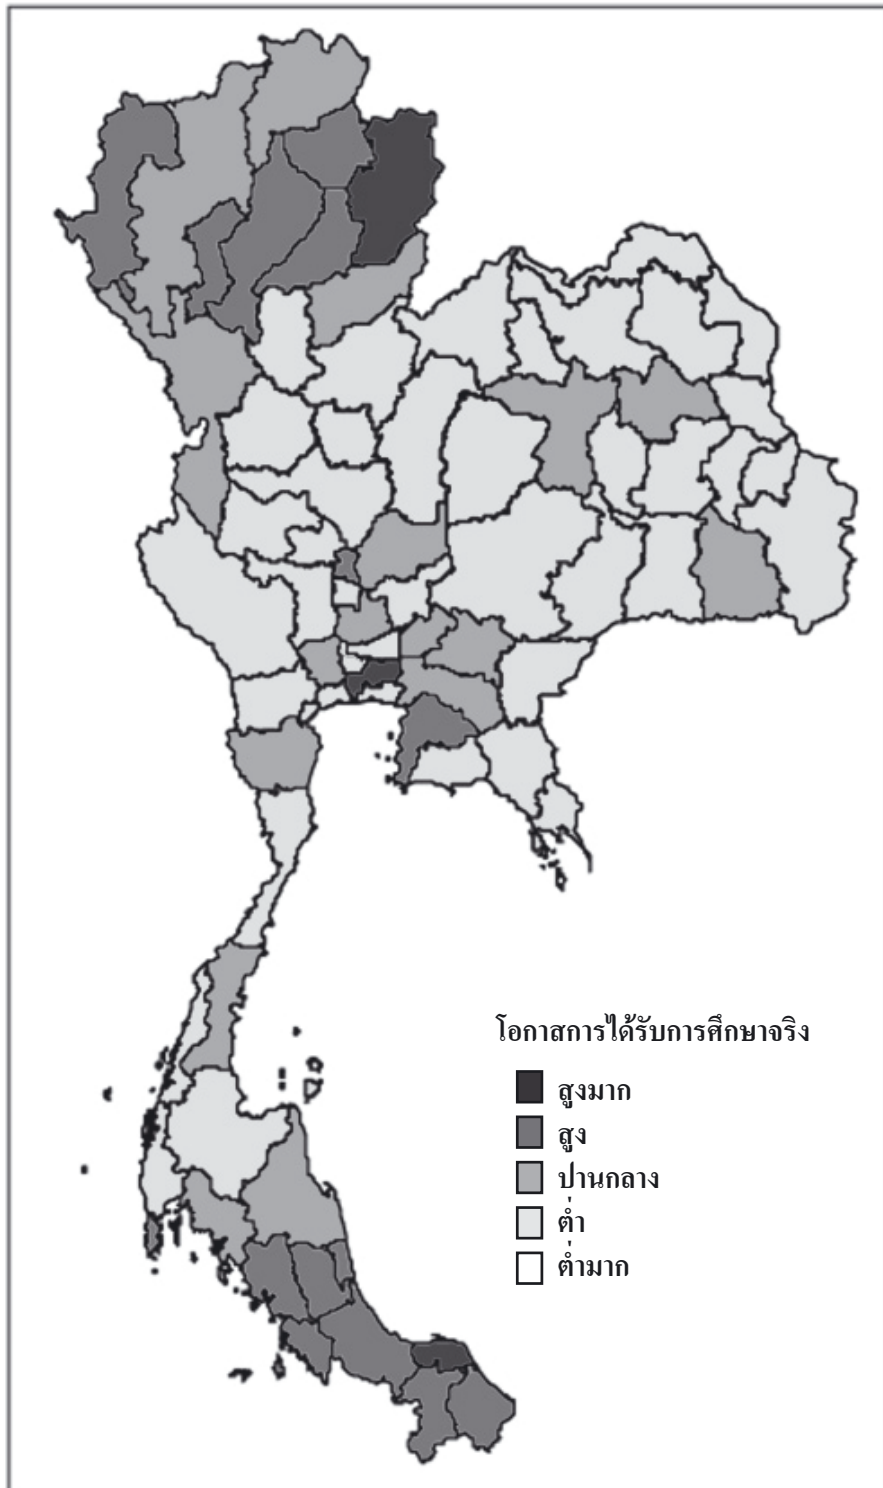 โอกาสการได้รับการศึกษาจริง
สูงมาก
สูง
ปานกลาง
ต่ำ
ต่ำมาก